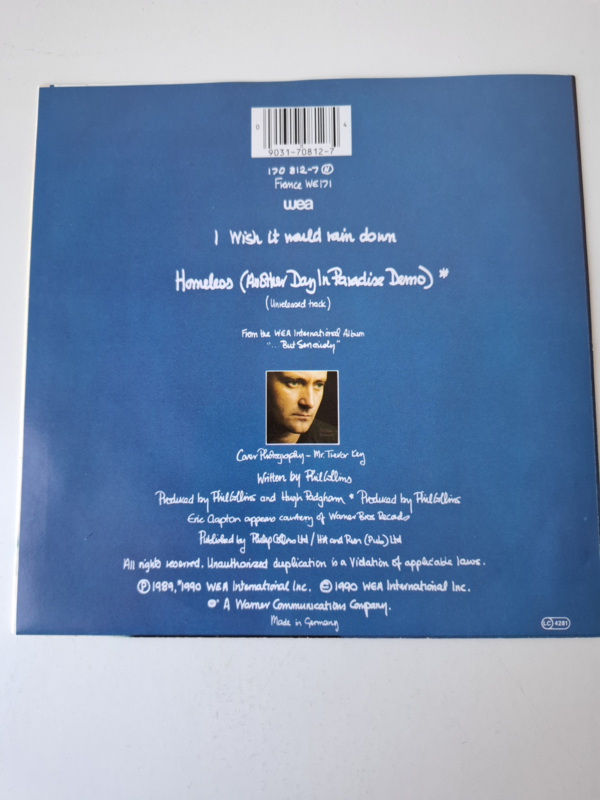 0 4
9031-70812-7
170 812-7 N
France WE 171
wea
I Wish it would rain down
Homeless (Another Day In Paradise Demo) *
(Unreleased track)
From the WEA International Album
"...But Seriously"
Cover Photography - Mr. Trevor Key
Written by Phil Collins
Produced by Phil Collins and Hugh Padgham * Produced by Phil Collins
Eric Clapton appears courtesy of Warner Bros Records
Published by Philip Collins Ltd / Hit and Run (Pub.) Ltd
All rights reserved. Unauthorized duplication is a Violation of applicable laws.
℗ 1989, *1990 WEA International Inc. © 1990 WEA International Inc.
A Warner Communications Company.
Made in Germany
LC 4281